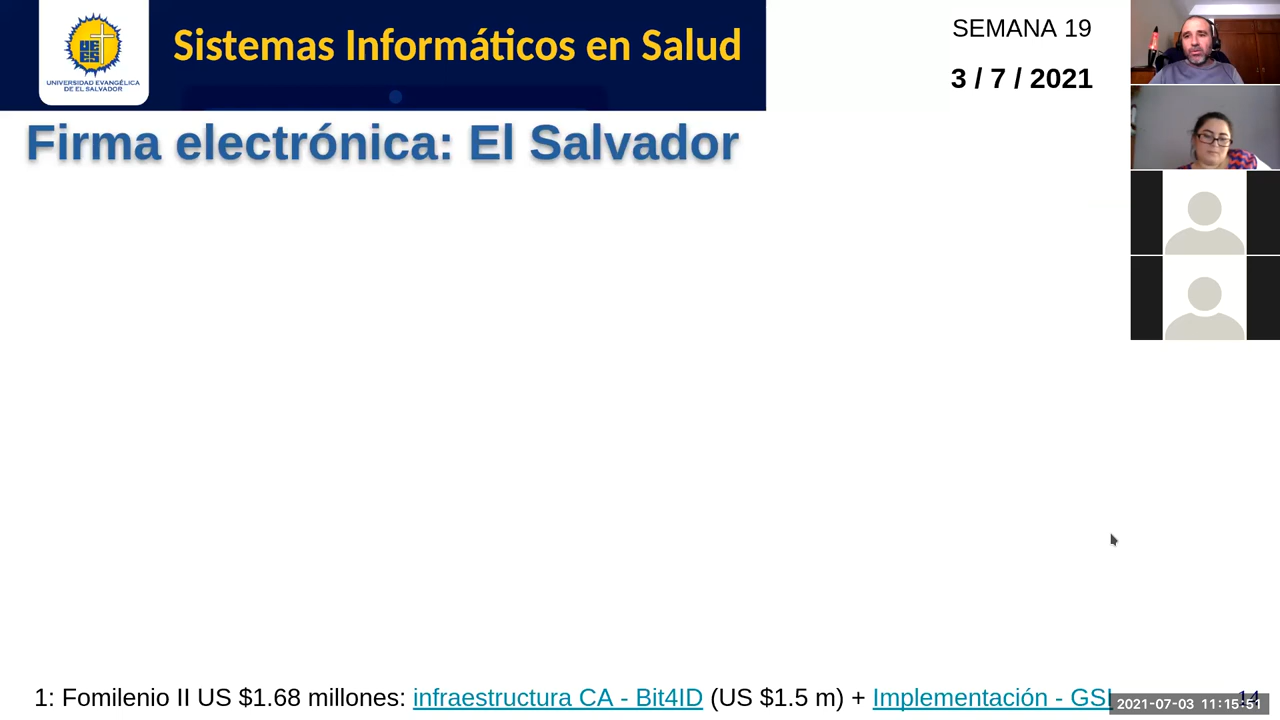 Sistemas Informáticos en Salud
UNIVERSIDAD EVANGÉLICA
DE EL SALVADOR
SEMANA 19
3 / 7 / 2021
Firma electrónica: El Salvador
1: Fomilenio II US $1.68 millones: infraestructura CA - Bit4ID (US $1.5 m) + Implementación - GSI
14
2021-07-03 11:15:51